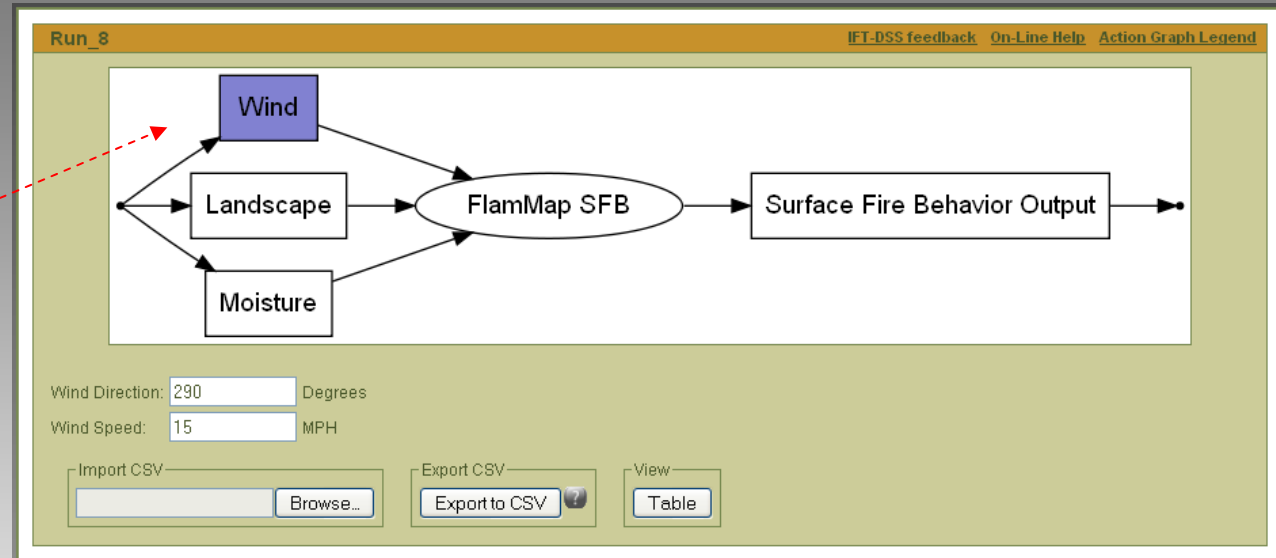 Run_8 IFT-DSS feedback On-Line Help Action Graph Legend
Wind
Landscape FlamMap SFB Surface Fire Behavior Output
Moisture
Wind Direction: 290 Degrees
Wind Speed: 15 MPH
Import CSV Export CSV View
Browse... Export to CSV ? Table